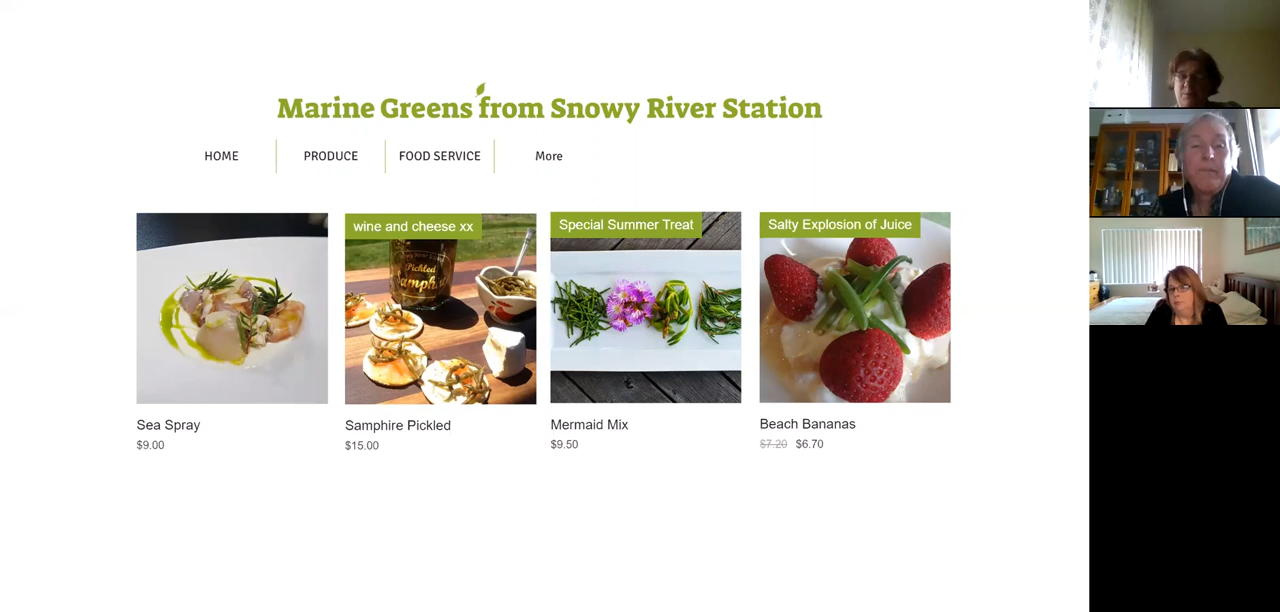 Marine Greens from Snowy River Station
HOME
PRODUCE
FOOD SERVICE
More
wine and cheese xx
Special Summer Treat
Salty Explosion of Juice
Pickled
Sea Spray
$9.00
Samphire Pickled
$15.00
Mermaid Mix
$9.50
Beach Bananas
$7.20 $6.70